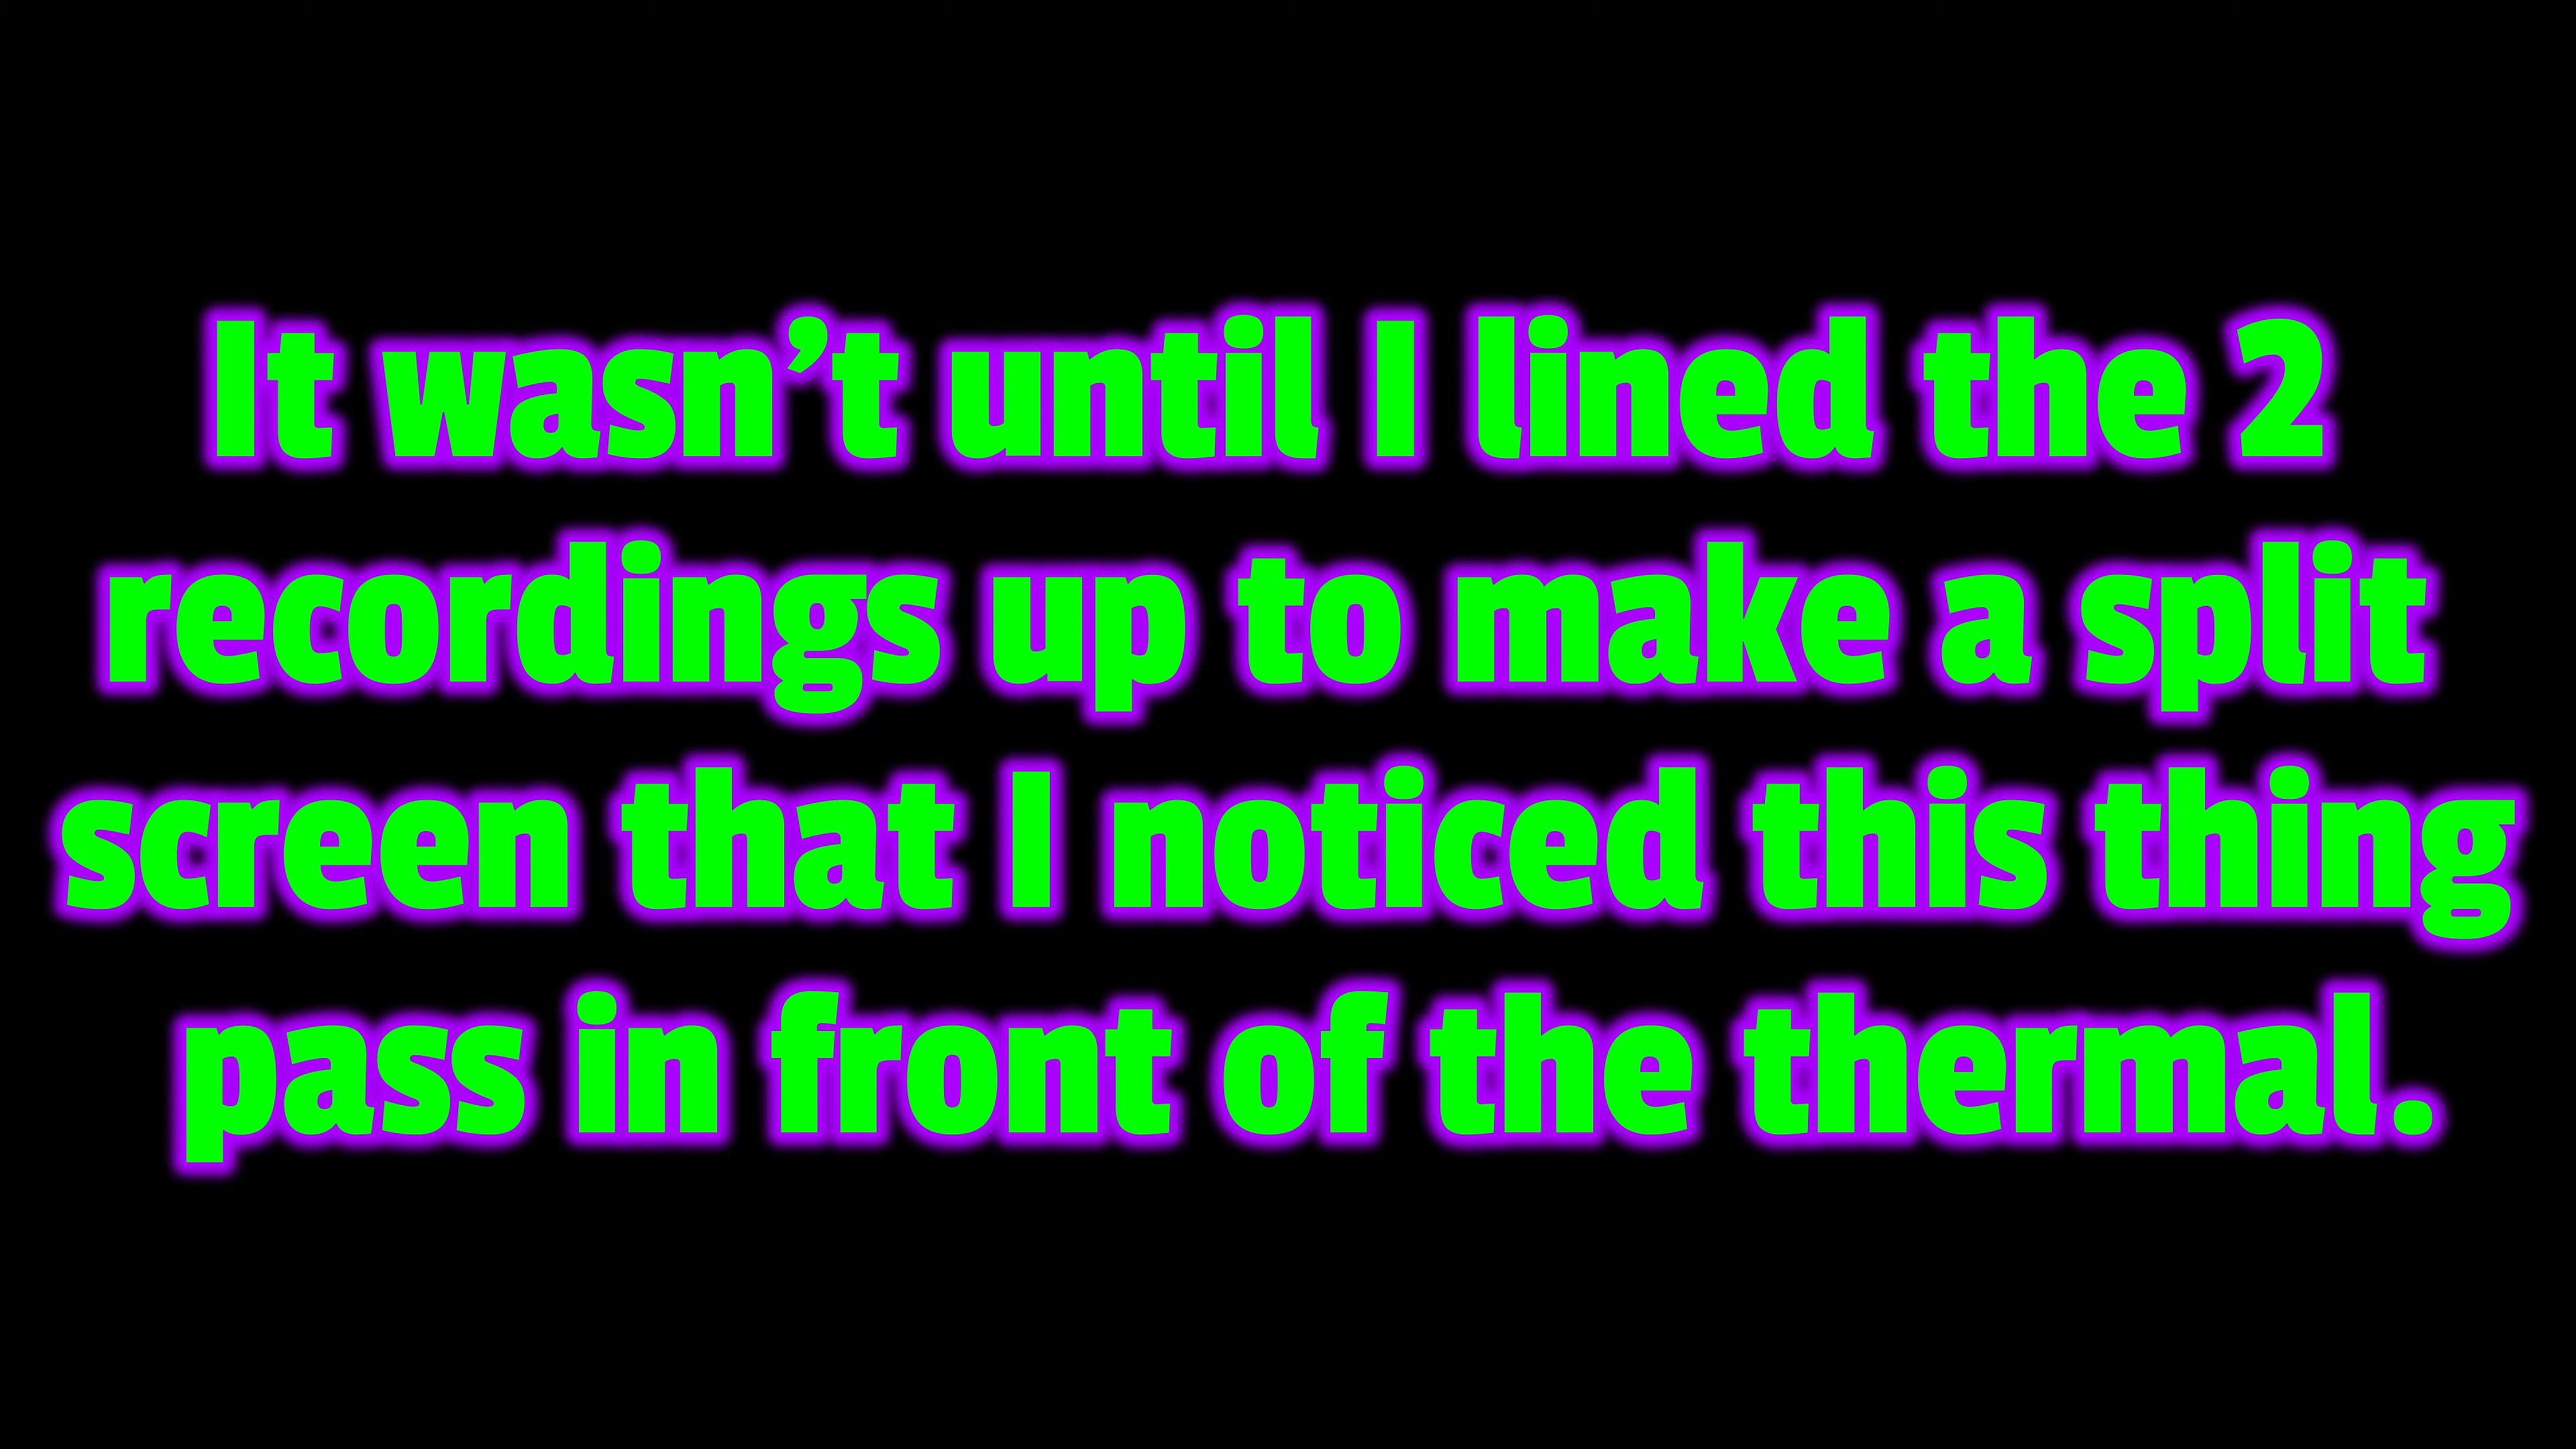 It wasn’t until I lined the 2
recordings up to make a split
screen that I noticed this thing
pass in front of the thermal.